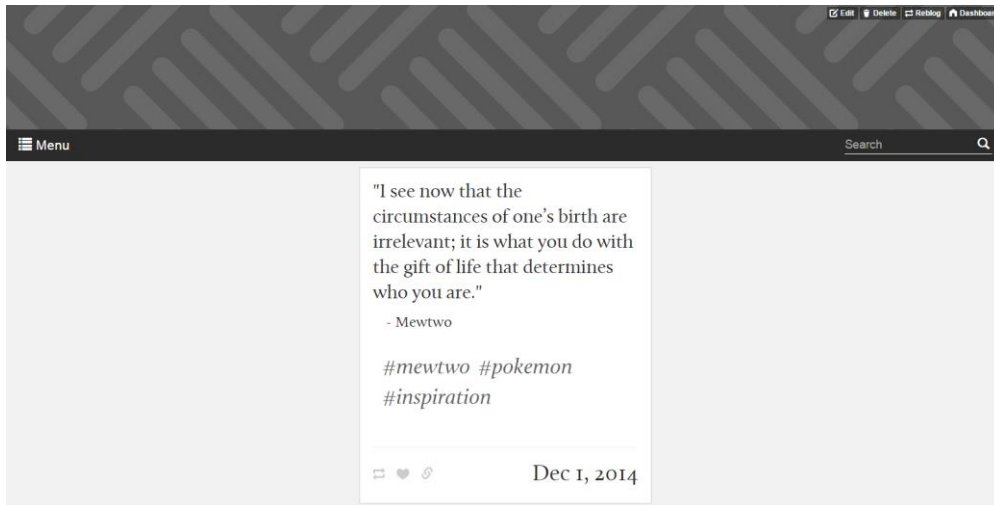 Edit Delete Reblog Dashboar
Menu Search
"I see now that the
circumstances of one's birth are
irrelevant; it is what you do with
the gift of life that determines
who you are."
- Mewtwo
#mewtwo #pokemon
#inspiration
Dec 1, 2014